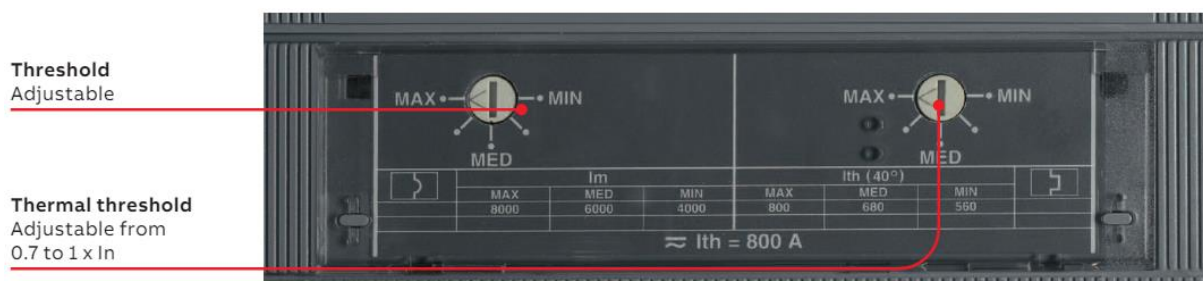 Threshold
Adjustable
MAX MIN
MED
MAX MIN
MED
Thermal threshold
Adjustable from
0.7 to 1 x In
Im Ith (40°)
MAX MED MIN MAX MED MIN
8000 6000 4000 800 680 560
≂ Ith = 800 A